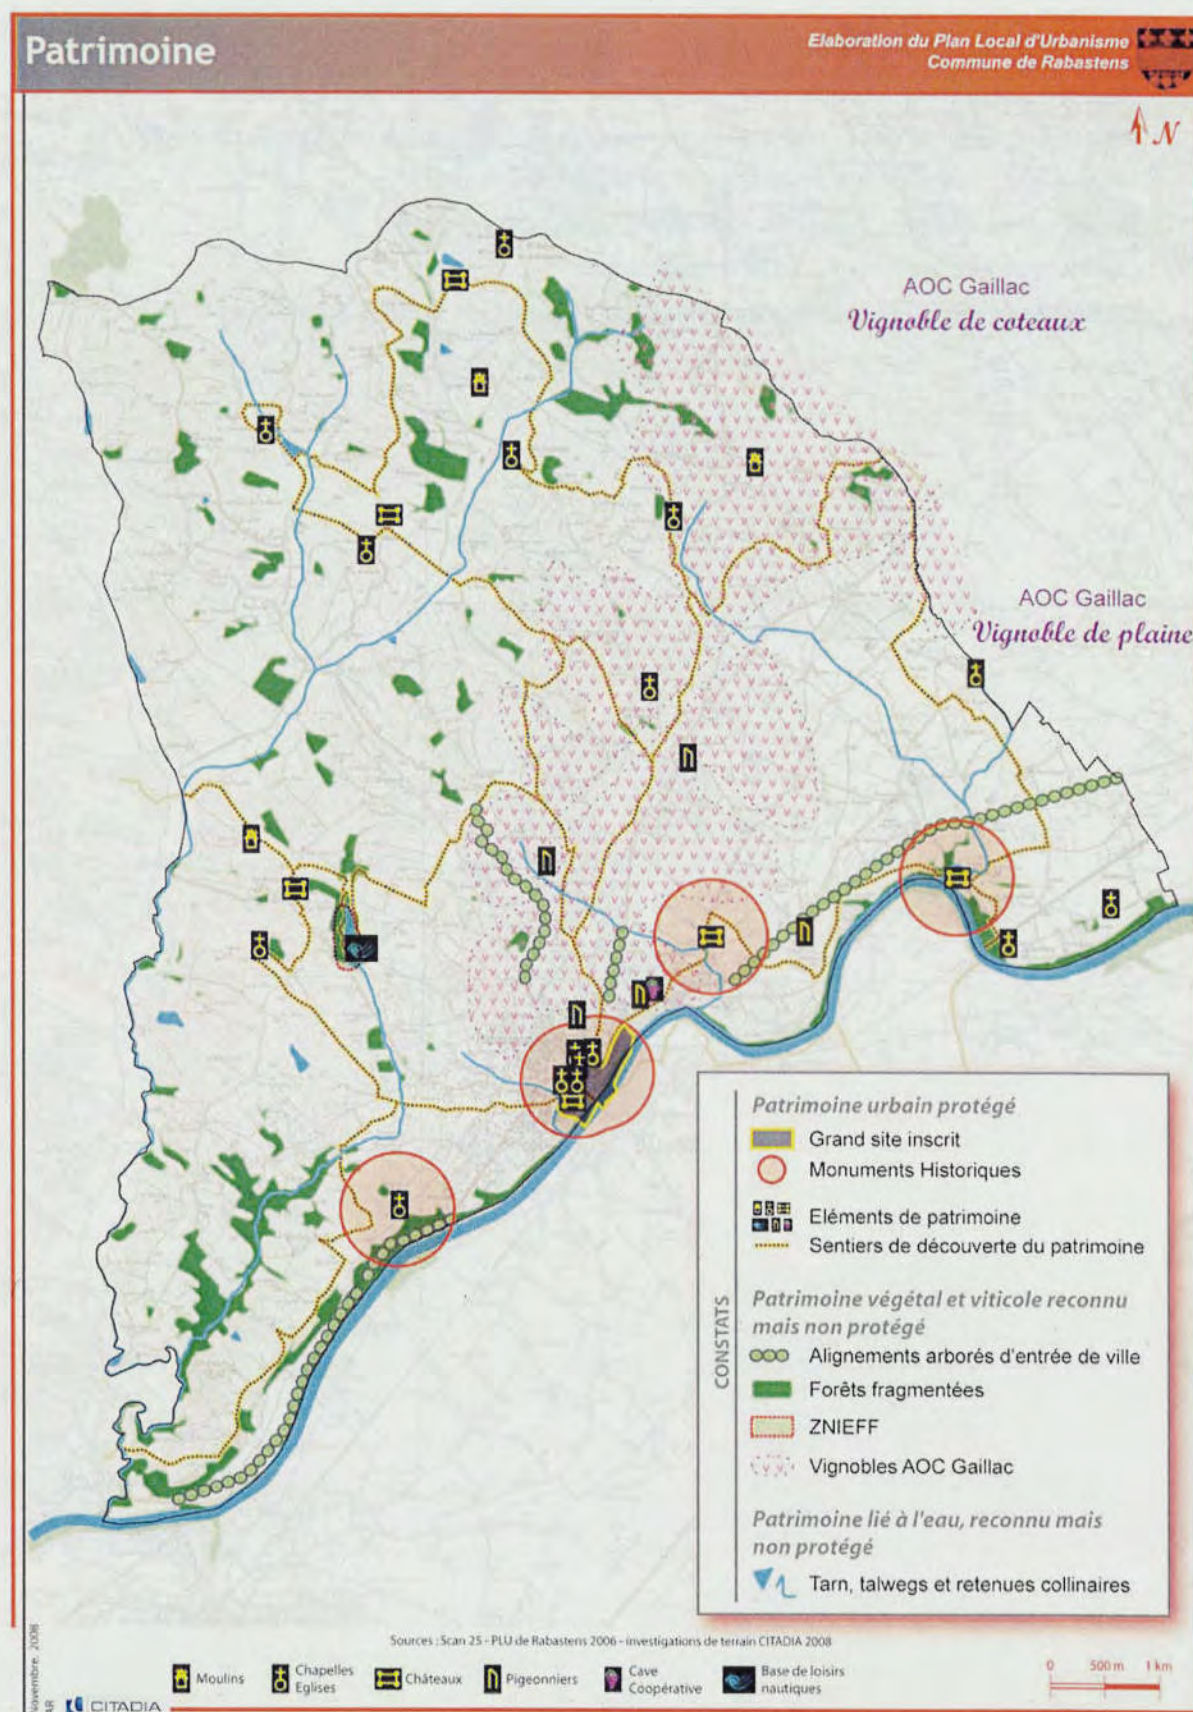 Patrimoine
Elaboration du Plan Local d'Urbanisme
Commune de Rabastens
N
AOC Gaillac
Vignoble de coteaux
AOC Gaillac
Vignoble de plaine
CONSTATS
Patrimoine urbain protégé
Grand site inscrit
Monuments Historiques
Eléments de patrimoine
Sentiers de découverte du patrimoine
Patrimoine végétal et viticole reconnu
mais non protégé
Alignements arborés d'entrée de ville
Forêts fragmentées
ZNIEFF
Vignobles AOC Gaillac
Patrimoine lié à l'eau, reconnu mais
non protégé
Tarn, talwegs et retenues collinaires
Sources : Scan 25 - PLU de Rabastens 2006 - investigations de terrain CITADIA 2008
Moulins
Chapelles
Eglises
Châteaux
Pigeonniers
Cave
Coopérative
Base de loisirs
nautiques
0 500 m 1 km
Novembre. 2008
AR
CITADIA